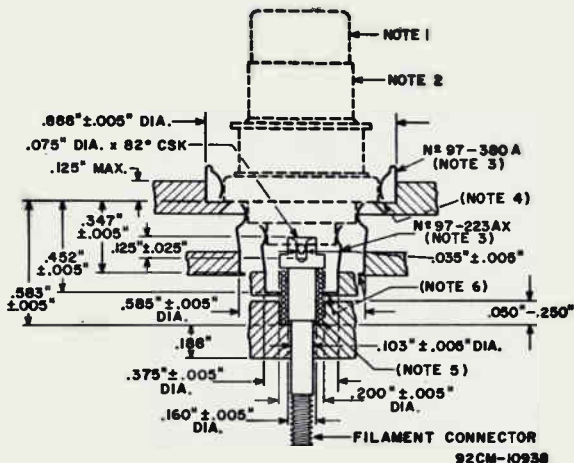 NOTE 1
NOTE 2
.866"±.005" DIA.
.075" DIA. x 82° CSK
Nº 97-380A
(NOTE 3)
.125" MAX.
(NOTE 4)
.347"
±.005"
Nº 97-223AX
(NOTE 3)
.125"±.025"
.035"±.005"
.452"
±.005"
.583"
±.005"
.585"±.005"
DIA.
(NOTE 6)
.050"-.250"
.186"
.103"±.005" DIA.
.375"±.005"
DIA.
(NOTE 5)
.200"±.005"
DIA.
.160"±.005"
DIA.
FILAMENT CONNECTOR
92CM-10938